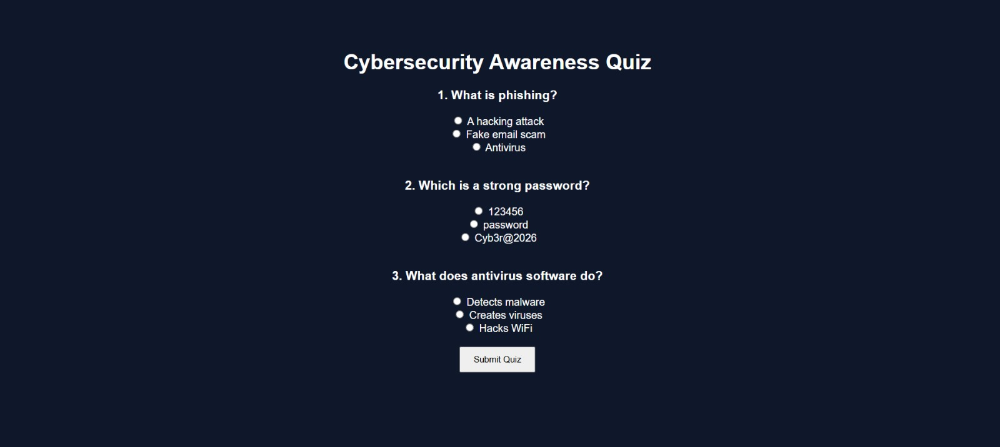 Cybersecurity Awareness Quiz
1. What is phishing?
A hacking attack
Fake email scam
Antivirus
2. Which is a strong password?
123456
password
Cyb3r@2026
3. What does antivirus software do?
Detects malware
Creates viruses
Hacks WiFi
Submit Quiz